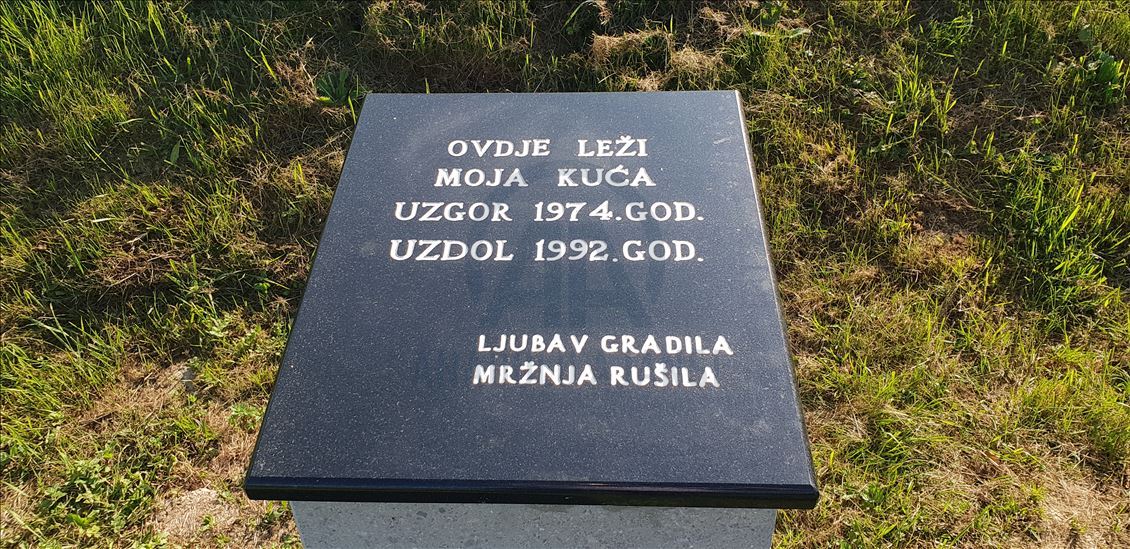 OVDJE LEŽI
MOJA KUĆA
UZGOR 1974.GOD.
UZDOL 1992.GOD.
LJUBAV GRADILA
MRŽNJA RUŠILA